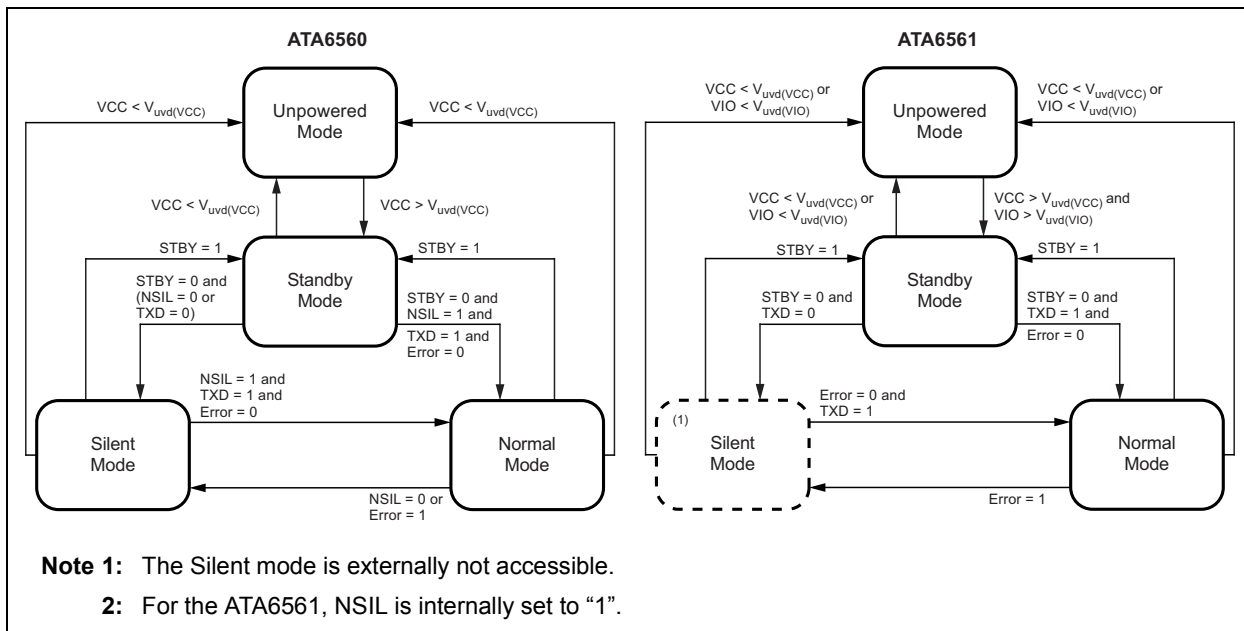 ATA6560
Unpowered
Mode
VCC < Vuvd(VCC)
VCC < Vuvd(VCC)
VCC < Vuvd(VCC)
VCC > Vuvd(VCC)
STBY = 1
STBY = 1
Standby
Mode
STBY = 0 and
(NSIL = 0 or
TXD = 0)
STBY = 0 and
NSIL = 1 and
TXD = 1 and
Error = 0
NSIL = 1 and
TXD = 1 and
Error = 0
Silent
Mode
Normal
Mode
NSIL = 0 or
Error = 1
ATA6561
VCC < Vuvd(VCC) or
VIO < Vuvd(VIO)
Unpowered
Mode
VCC < Vuvd(VCC) or
VIO < Vuvd(VIO)
VCC < Vuvd(VCC) or
VIO < Vuvd(VIO)
VCC > Vuvd(VCC) and
VIO > Vuvd(VIO)
STBY = 1
STBY = 1
Standby
Mode
STBY = 0 and
TXD = 0
STBY = 0 and
TXD = 1 and
Error = 0
Error = 0 and
TXD = 1
(1)
Silent
Mode
Normal
Mode
Error = 1
Note 1: The Silent mode is externally not accessible.
2: For the ATA6561, NSIL is internally set to “1”.